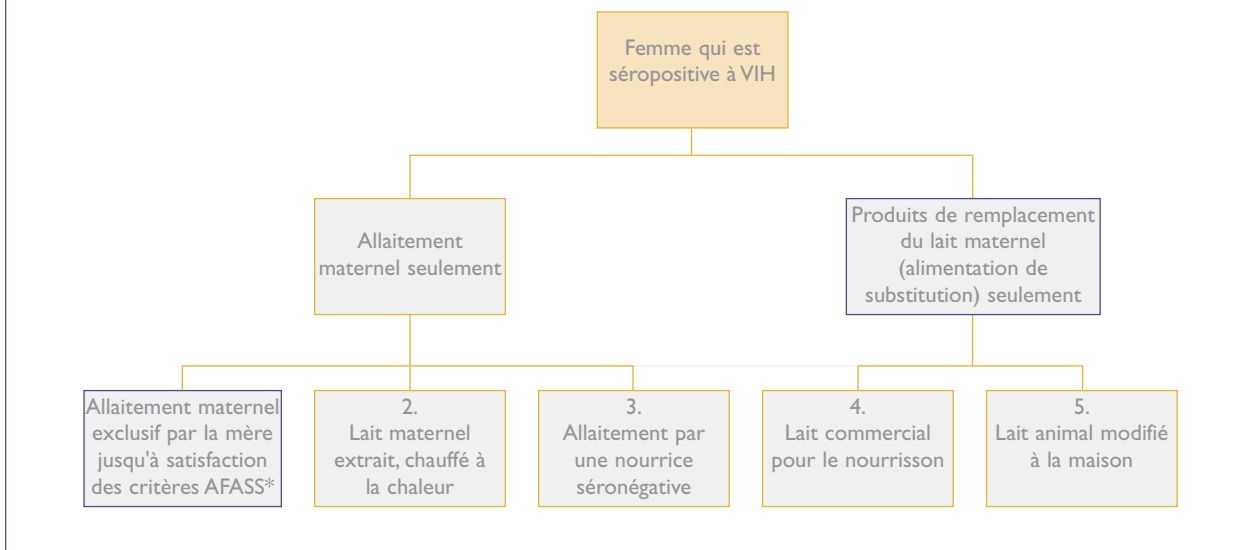 Femme qui est
séropositive à VIH
Allaitement
maternel seulement
Produits de remplacement
du lait maternel
(alimentation de
substitution) seulement
Allaitement maternel
exclusif par la mère
jusqu'à satisfaction
des critères AFASS*
2.
Lait maternel
extrait, chauffé à
la chaleur
3.
Allaitement par
une nourrice
séronégative
4.
Lait commercial
pour le nourrisson
5.
Lait animal modifié
à la maison